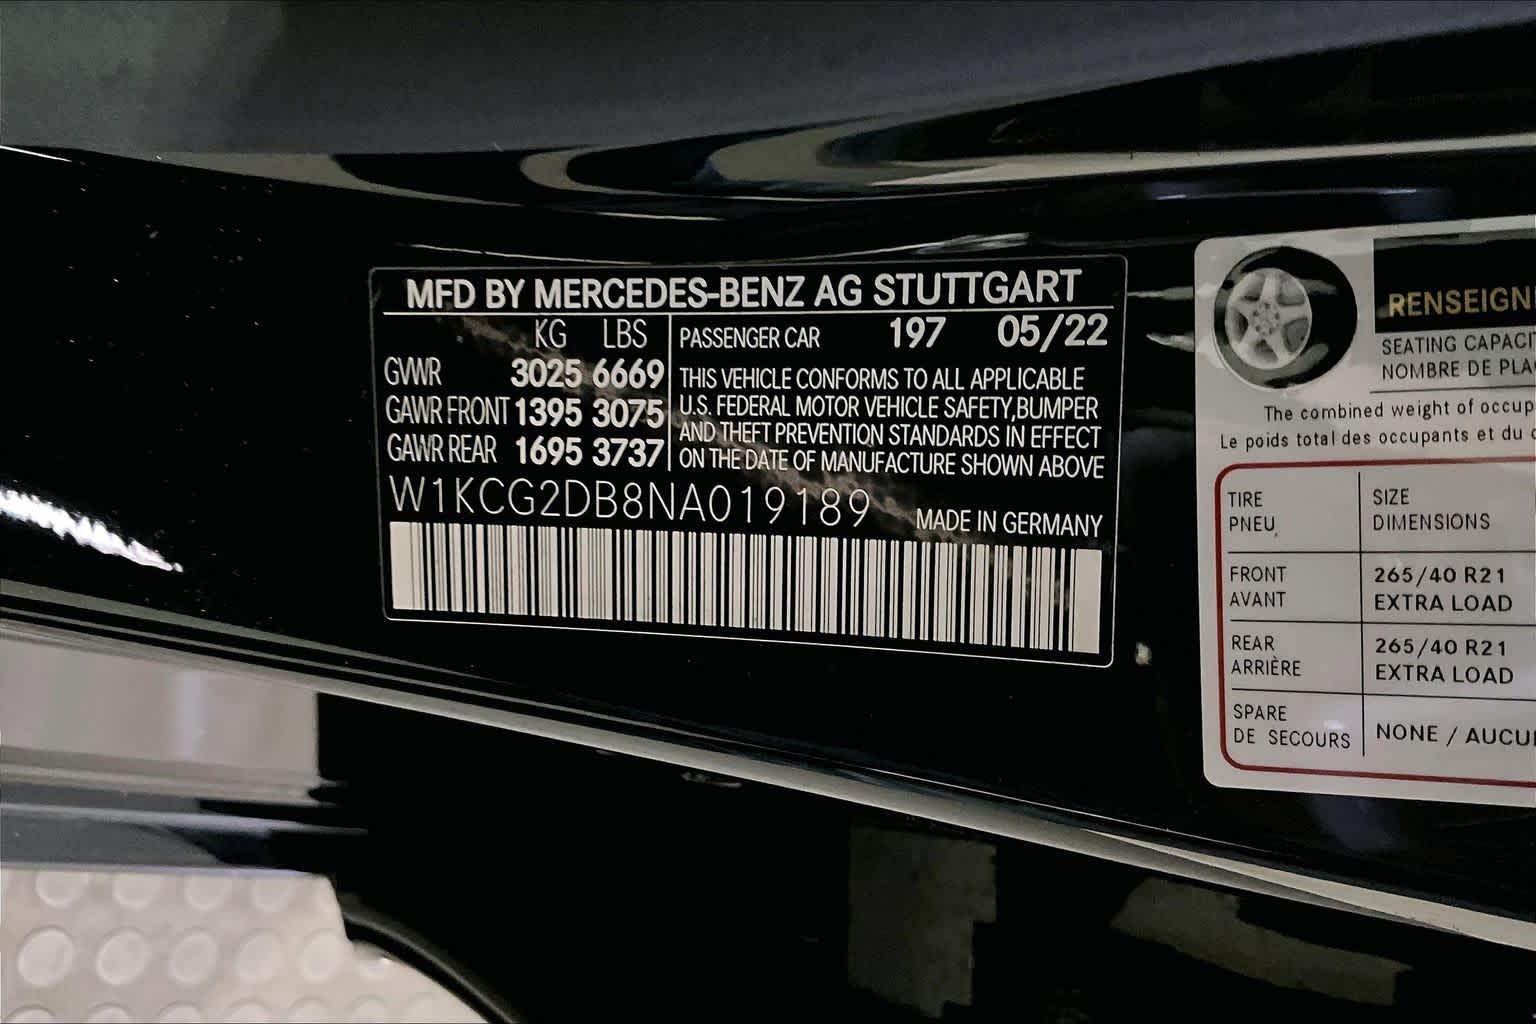 MFD BY MERCEDES-BENZ AG STUTTGART
KG LBS
GVWR 3025 6669
GAWR FRONT 1395 3075
GAWR REAR 1695 3737
PASSENGER CAR 197 05/22
THIS VEHICLE CONFORMS TO ALL APPLICABLE
U.S. FEDERAL MOTOR VEHICLE SAFETY,BUMPER
AND THEFT PREVENTION STANDARDS IN EFFECT
ON THE DATE OF MANUFACTURE SHOWN ABOVE
W1KCG2DB8NA019189
MADE IN GERMANY
RENSEIGN
SEATING CAPACI
NOMBRE DE PLA
The combined weight of occup
Le poids total des occupants et du
TIRE SIZE
PNEU DIMENSIONS
FRONT 265/40 R21
AVANT EXTRA LOAD
REAR 265/40 R21
ARRIÈRE EXTRA LOAD
SPARE
DE SECOURS
NONE / AUCU